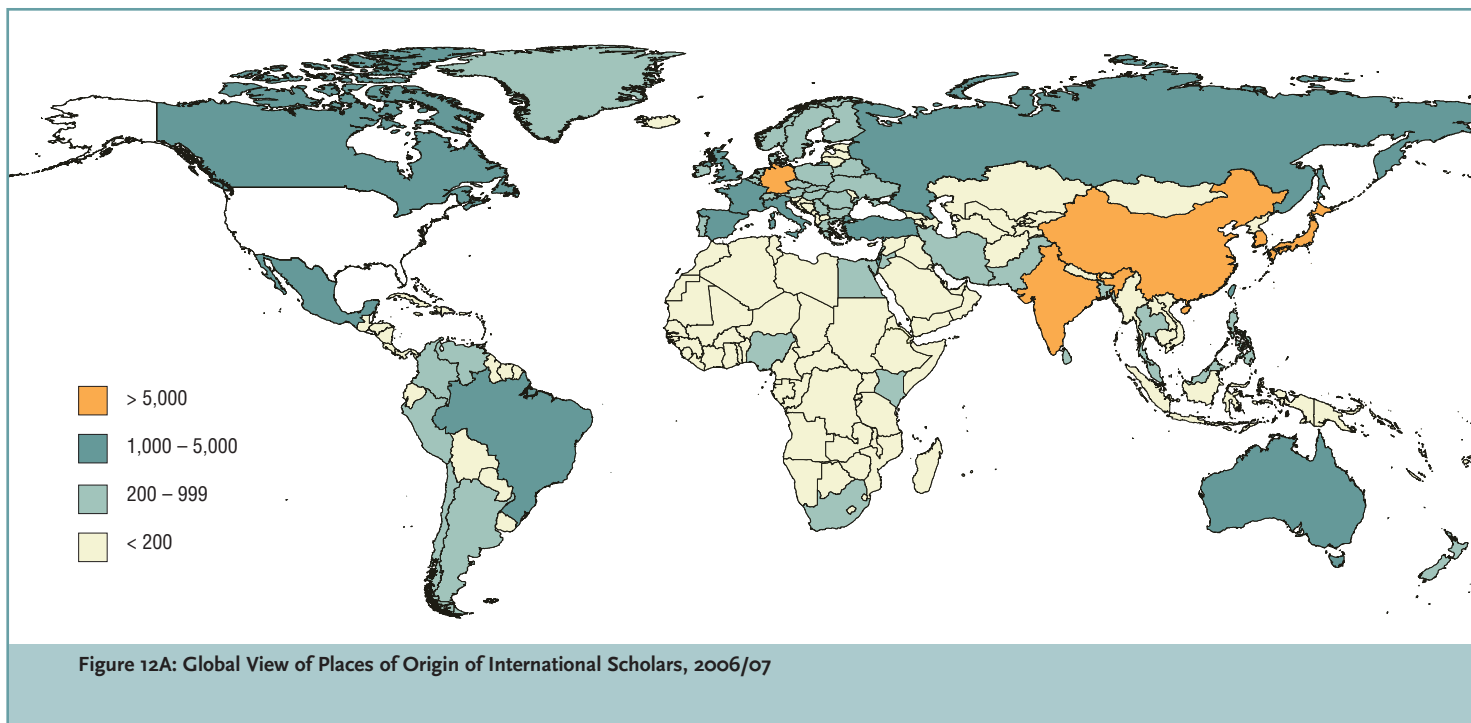 > 5,000
1,000 – 5,000
200 – 999
< 200
Figure 12A: Global View of Places of Origin of International Scholars, 2006/07